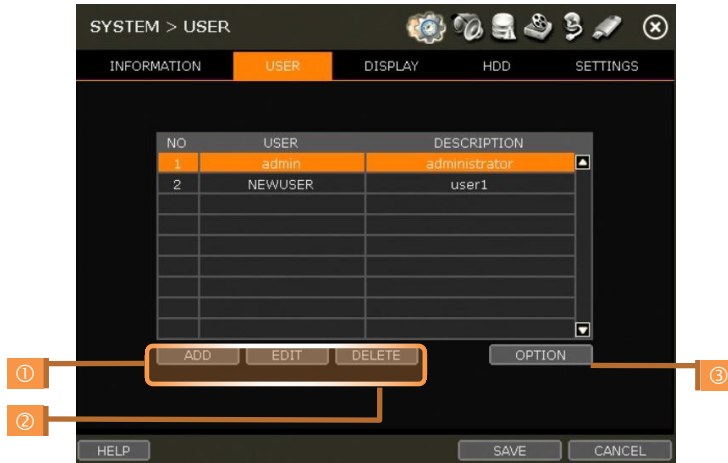 SYSTEM > USER
INFORMATION USER DISPLAY HDD SETTINGS
NO USER DESCRIPTION
1 admin administrator
2 NEWUSER user1
ADD EDIT DELETE OPTION
①
③
②
HELP SAVE CANCEL